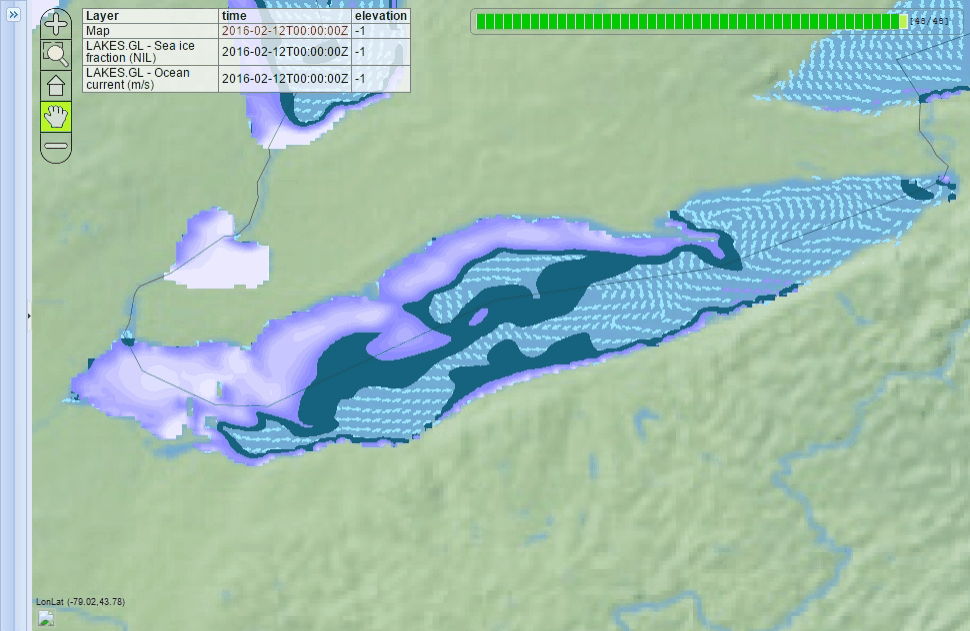 Layer time elevation
Map 2016-02-12T00:00:00Z -1
LAKES.GL - Sea ice
fraction (NIL) 2016-02-12T00:00:00Z -1
LAKES.GL - Ocean
current (m/s) 2016-02-12T00:00:00Z -1
[48/48]
LonLat (-79.02,43.78)